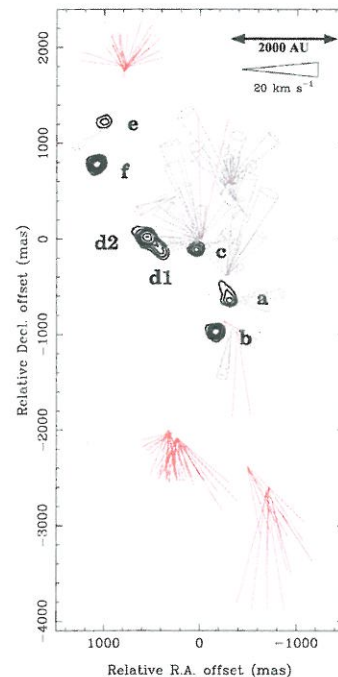 2000 AU
20 km s⁻¹
e
f
d2
d1
c
a
b
2000
1000
0
−1000
−2000
−3000
−4000
Relative Decl. offset (mas)
1000
0
−1000
Relative R.A. offset (mas)